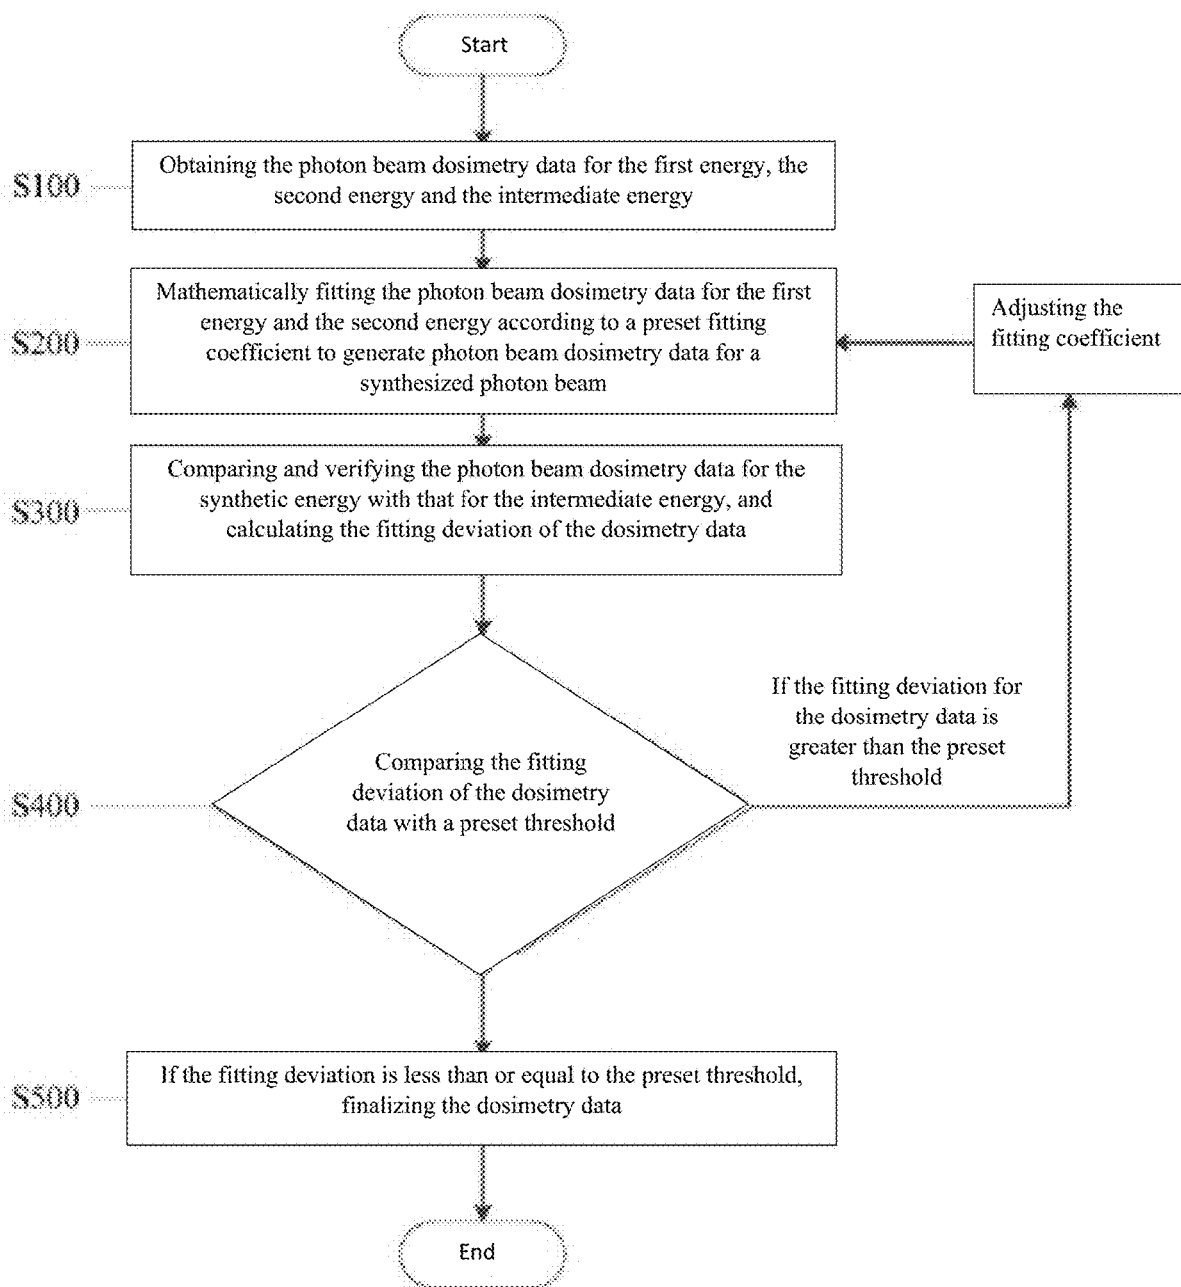 Start
S100
Obtaining the photon beam dosimetry data for the first energy, the
second energy and the intermediate energy
S200
Mathematically fitting the photon beam dosimetry data for the first
energy and the second energy according to a preset fitting
coefficient to generate photon beam dosimetry data for a
synthesized photon beam
Adjusting the
fitting coefficient
S300
Comparing and verifying the photon beam dosimetry data for the
synthetic energy with that for the intermediate energy, and
calculating the fitting deviation of the dosimetry data
If the fitting deviation for
the dosimetry data is
greater than the preset
threshold
S400
Comparing the fitting
deviation of the dosimetry
data with a preset threshold
S500
If the fitting deviation is less than or equal to the preset threshold,
finalizing the dosimetry data
End